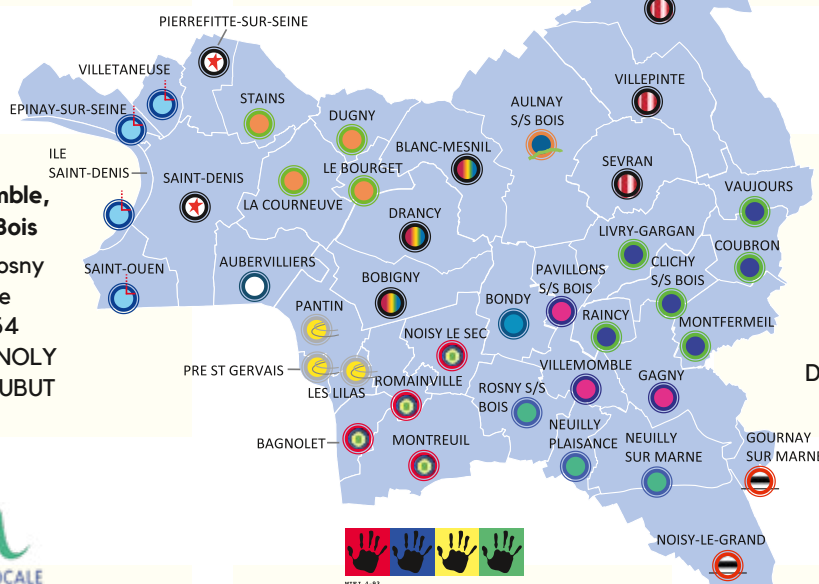 PIERREFITTE-SUR-SEINE
VILLETANEUSE
EPINAY-SUR-SEINE
STAINS
DUGNY
AULNAY
S/S BOIS
VILLEPINTE
ILE
SAINT-DENIS
SAINT-DENIS
LA COURNEUVE
LE BOURGET
BLANC-MESNIL
SEVRAN
VAUJOURS
mble,
Bois
osny
e
64
NOLY
UBUT
DRANCY
LIVRY-GARGAN
COUBRON
SAINT-OUEN
AUBERVILLIERS
BOBIGNY
PAVILLONS
S/S BOIS
CLICHY
S/S BOIS
PANTIN
BONDY
RAINCY
MONTFERMEIL
NOISY LE SEC
PRE ST GERVAIS
LES LILAS
ROMAINVILLE
VILLEMOMBLE
GAGNY
D
ROSNY S/S
BOIS
BAGNOLET
MONTREUIL
NEUILLY
PLAISANCE
NEUILLY
SUR MARNE
GOURNAY
SUR MARNE
NOISY-LE-GRAND
OCALE